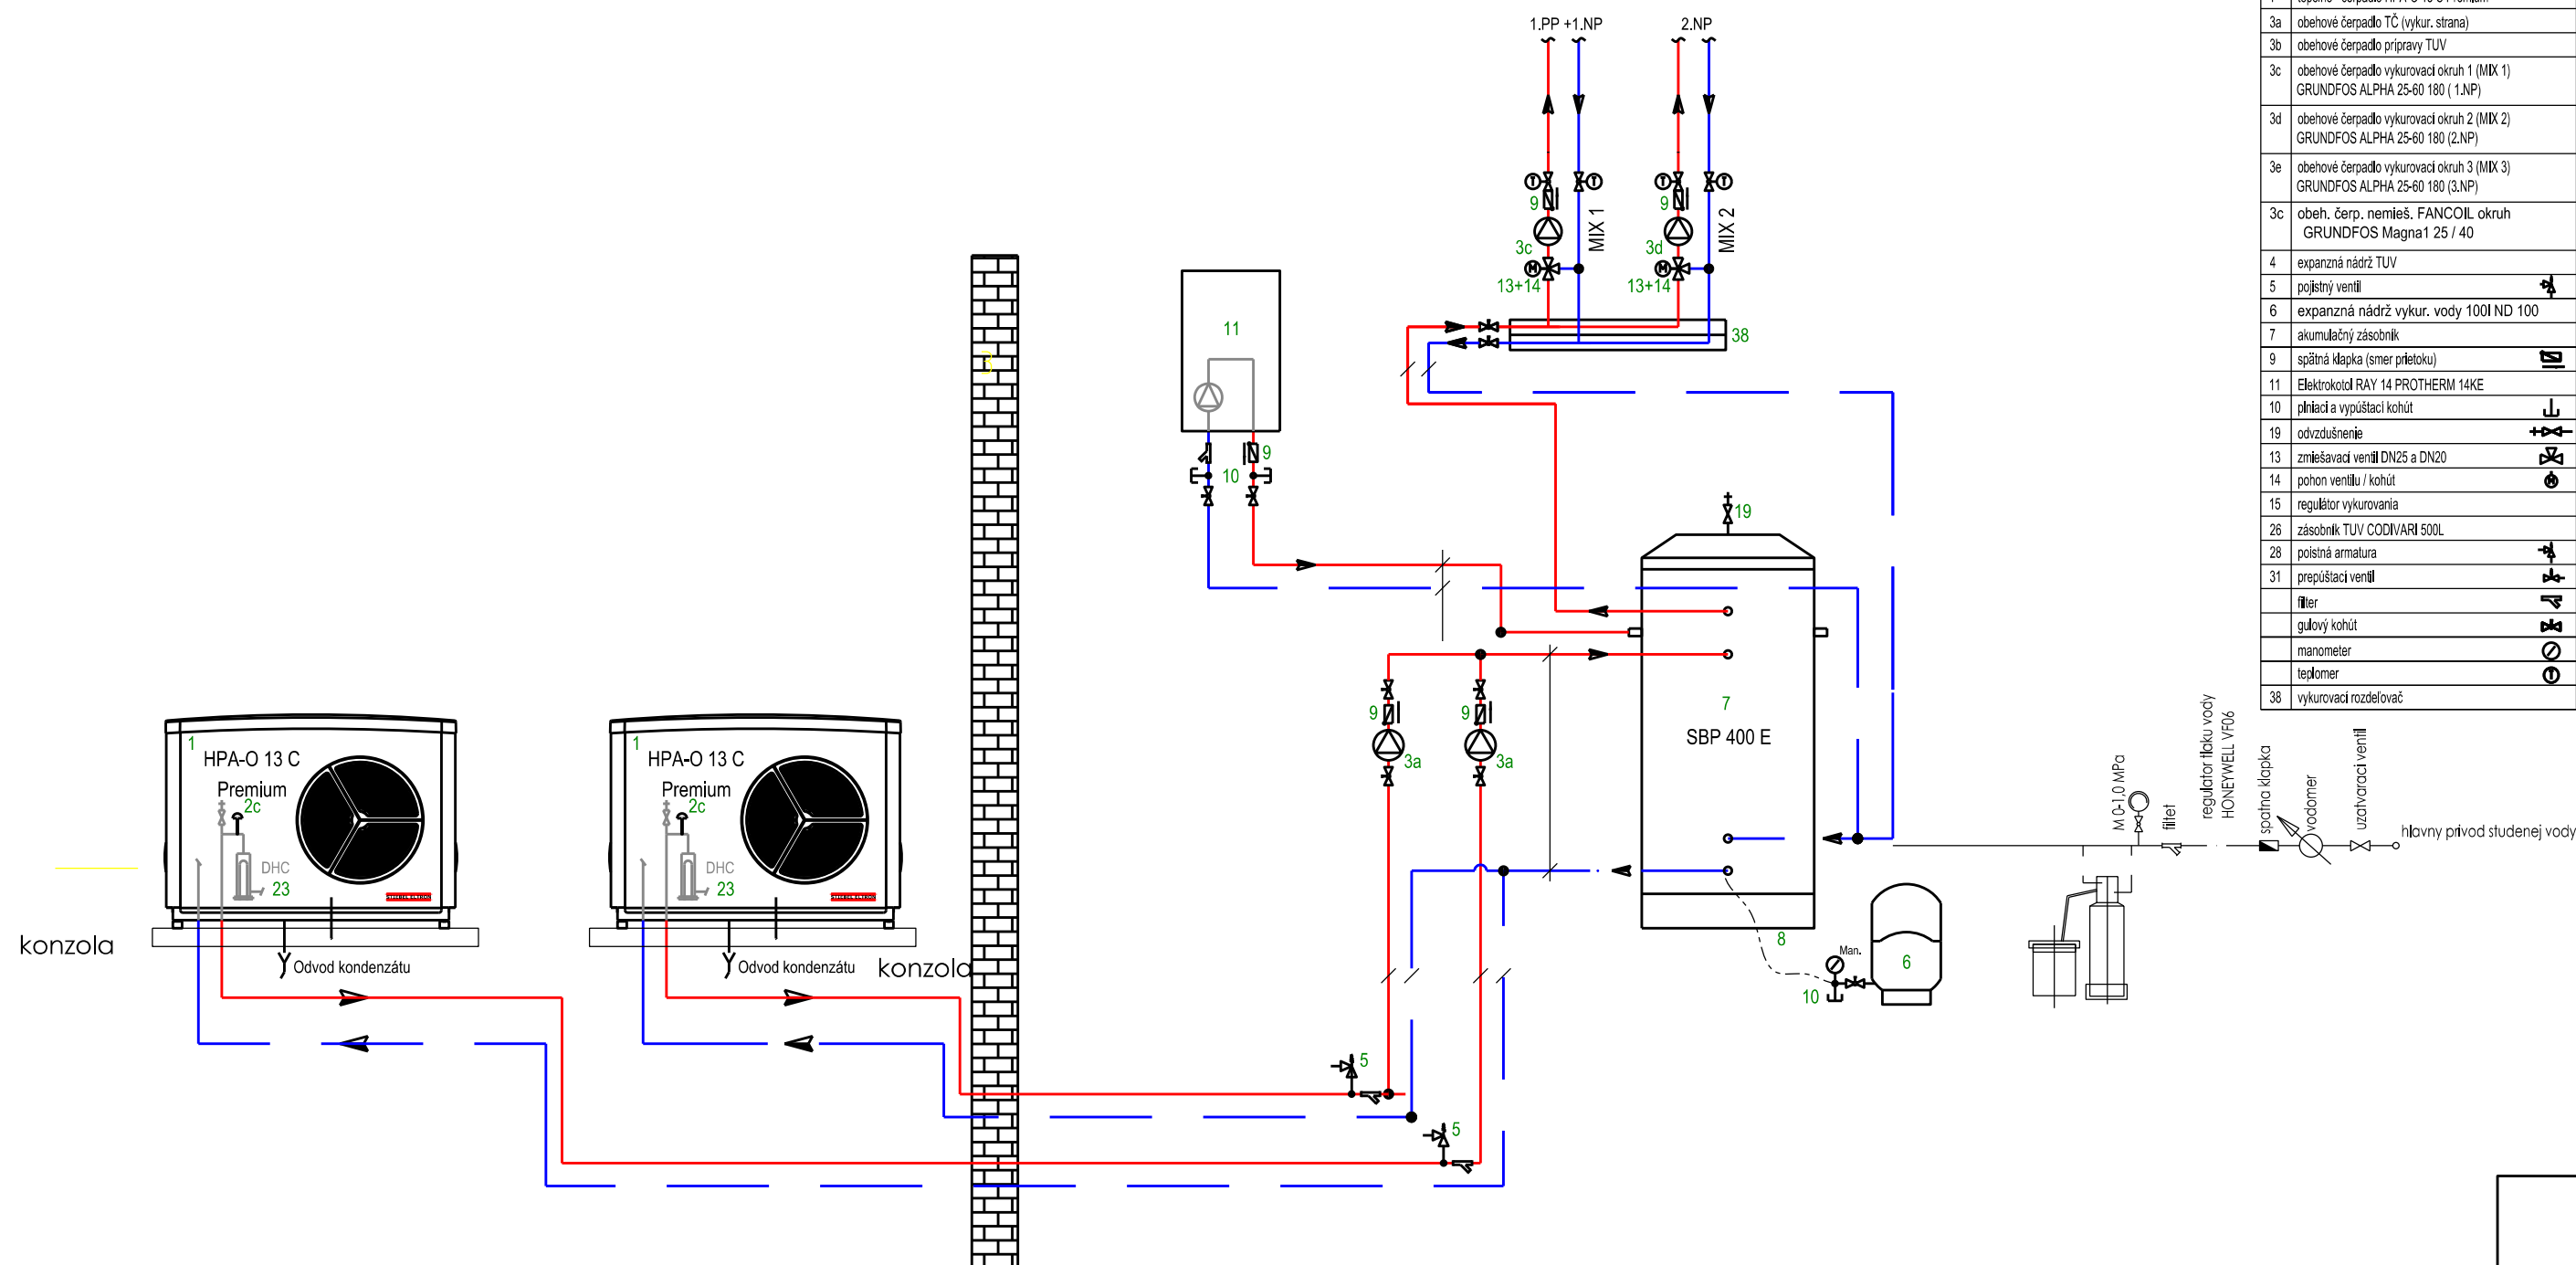 1.PP +1.NP
2.NP
9
9
MIX 1
MIX 2
3c
3d
13+14
13+14
38
11
9
10
19
3
7
SBP 400 E
9
9
3a
3a
1
HPA-O 13 C
Premium
2c
DHC
23
STIEBEL ELTRON
1
HPA-O 13 C
Premium
2c
DHC
23
STIEBEL ELTRON
konzola
Odvod kondenzátu
Odvod kondenzátu
konzola
5
5
8
Man.
10
6
M 0-1,0 MPa
filtet
regulator tlaku vody
HONEYWELL VF06
spatna klapka
vodomer
uzatvaraci ventil
hlavny privod studenej vody
3a obehové čerpadlo TČ (vykur. strana)
3b obehové čerpadlo prípravy TUV
3c obehové čerpadlo vykurovací okruh 1 (MIX 1)
GRUNDFOS ALPHA 25-60 180 ( 1.NP)
3d obehové čerpadlo vykurovací okruh 2 (MIX 2)
GRUNDFOS ALPHA 25-60 180 (2.NP)
3e obehové čerpadlo vykurovací okruh 3 (MIX 3)
GRUNDFOS ALPHA 25-60 180 (3.NP)
3c obeh. čerp. nemieš. FANCOIL okruh
GRUNDFOS Magna1 25 / 40
4 expanzná nádrž TUV
5 pojistný ventil
6 expanzná nádrž vykur. vody 100l ND 100
7 akumulačný zásobník
9 spätná klapka (smer prietoku)
11 Elektrokotol RAY 14 PROTHERM 14KE
10 plniaci a vypúštací kohút
19 odvzdušnenie
13 zmiešavací ventil DN25 a DN20
14 pohon ventilu / kohút
15 regulátor vykurovania
26 zásobník TUV CODIVARI 500L
28 poistná armatura
31 prepúštací ventil
filter
gulový kohút
manometer
teplomer
38 vykurovací rozdeľovač